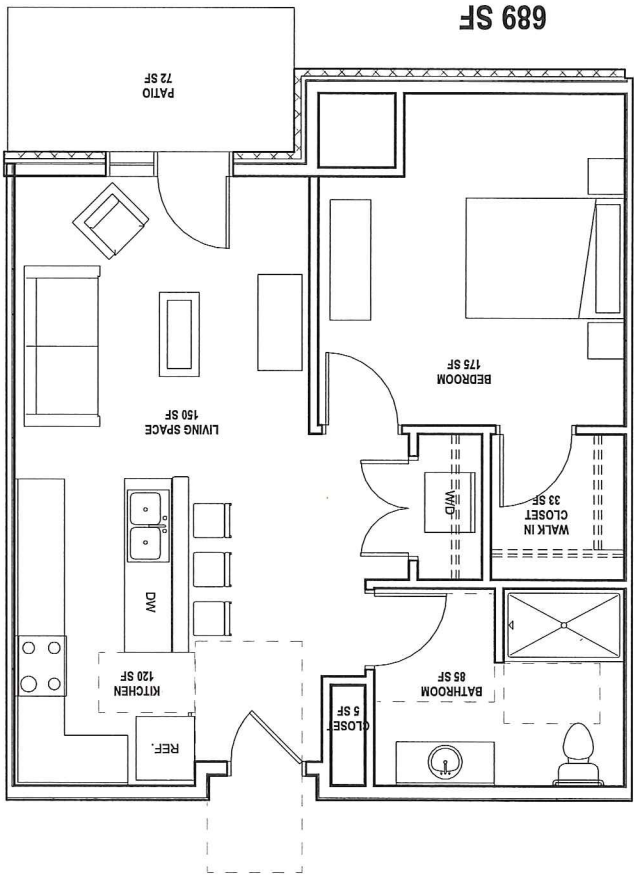 REF.
KITCHEN
120 SF
DW
CLOSET
5 SF
BATHROOM
85 SF
W/D
WALK IN
CLOSET
33 SF
LIVING SPACE
150 SF
BEDROOM
175 SF
PATIO
72 SF
689 SF